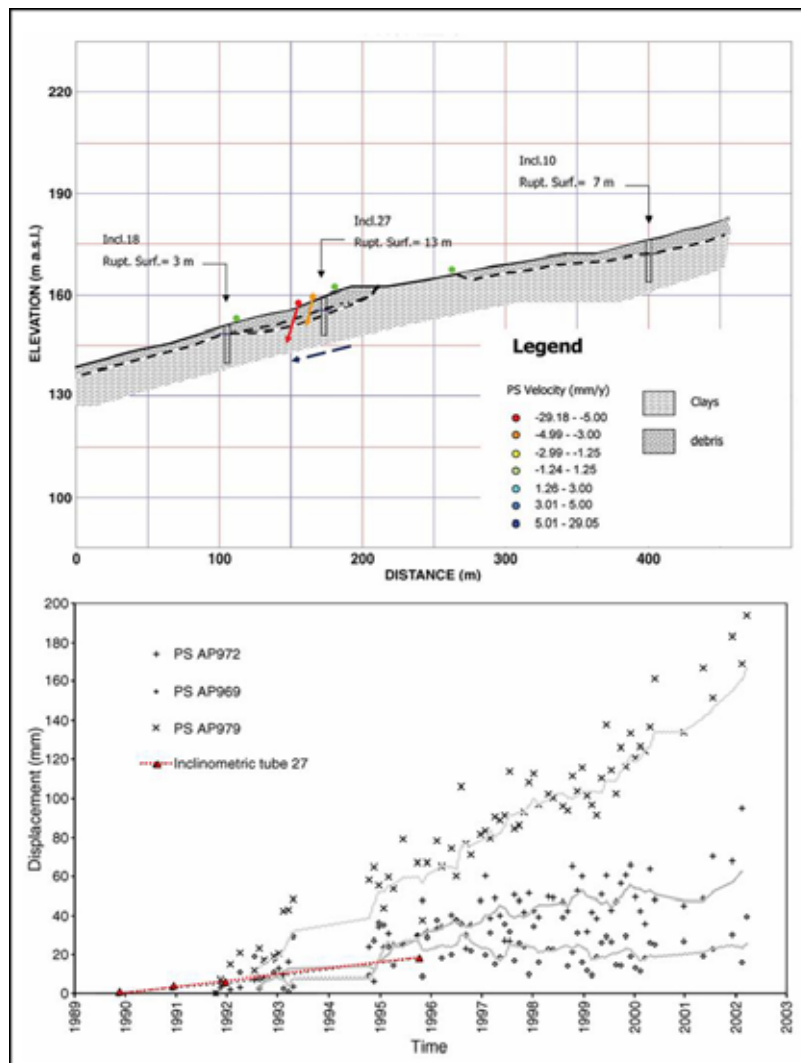 220
190
160
130
100
ELEVATION (m a.s.l.)
Incl.10
Rupt. Surf.= 7 m
Incl.27
Rupt. Surf.= 13 m
Incl.18
Rupt. Surf.= 3 m
Legend
PS Velocity (mm/y)
-29.18 - -5.00
-4.99 - -3.00
-2.99 - -1.25
-1.24 - 1.25
1.26 - 3.00
3.01 - 5.00
5.01 - 29.05
Clays
debris
0 100 200 300 400
DISTANCE (m)
200
180
160
140
120
100
80
60
40
20
0
Displacement (mm)
PS AP972
PS AP969
PS AP979
Inclinometric tube 27
1989 1990 1991 1992 1993 1994 1995 1996 1997 1998 1999 2000 2001 2002 2003
Time